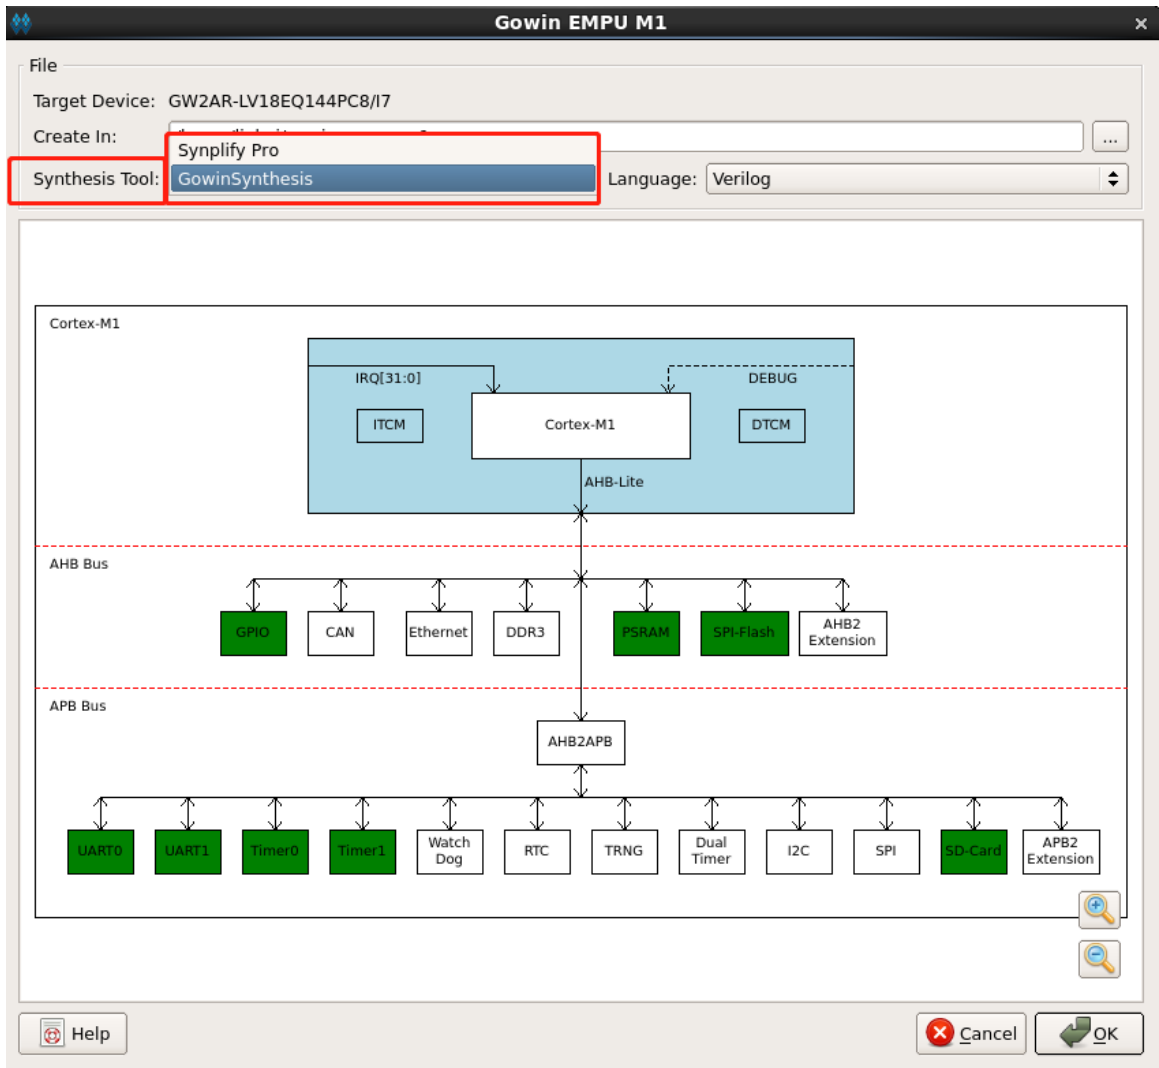 Gowin EMPU M1
File
Target Device: GW2AR-LV18EQ144PC8/I7
Create In:
...
Synplify Pro
Synthesis Tool: GowinSynthesis Language: Verilog
Cortex-M1
IRQ[31:0] DEBUG
ITCM Cortex-M1 DTCM
AHB-Lite
AHB Bus
GPIO CAN Ethernet DDR3 PSRAM SPI-Flash AHB2 Extension
APB Bus
AHB2APB
UART0 UART1 Timer0 Timer1 Watch Dog RTC TRNG Dual Timer I2C SPI SD-Card APB2 Extension
Help Cancel OK